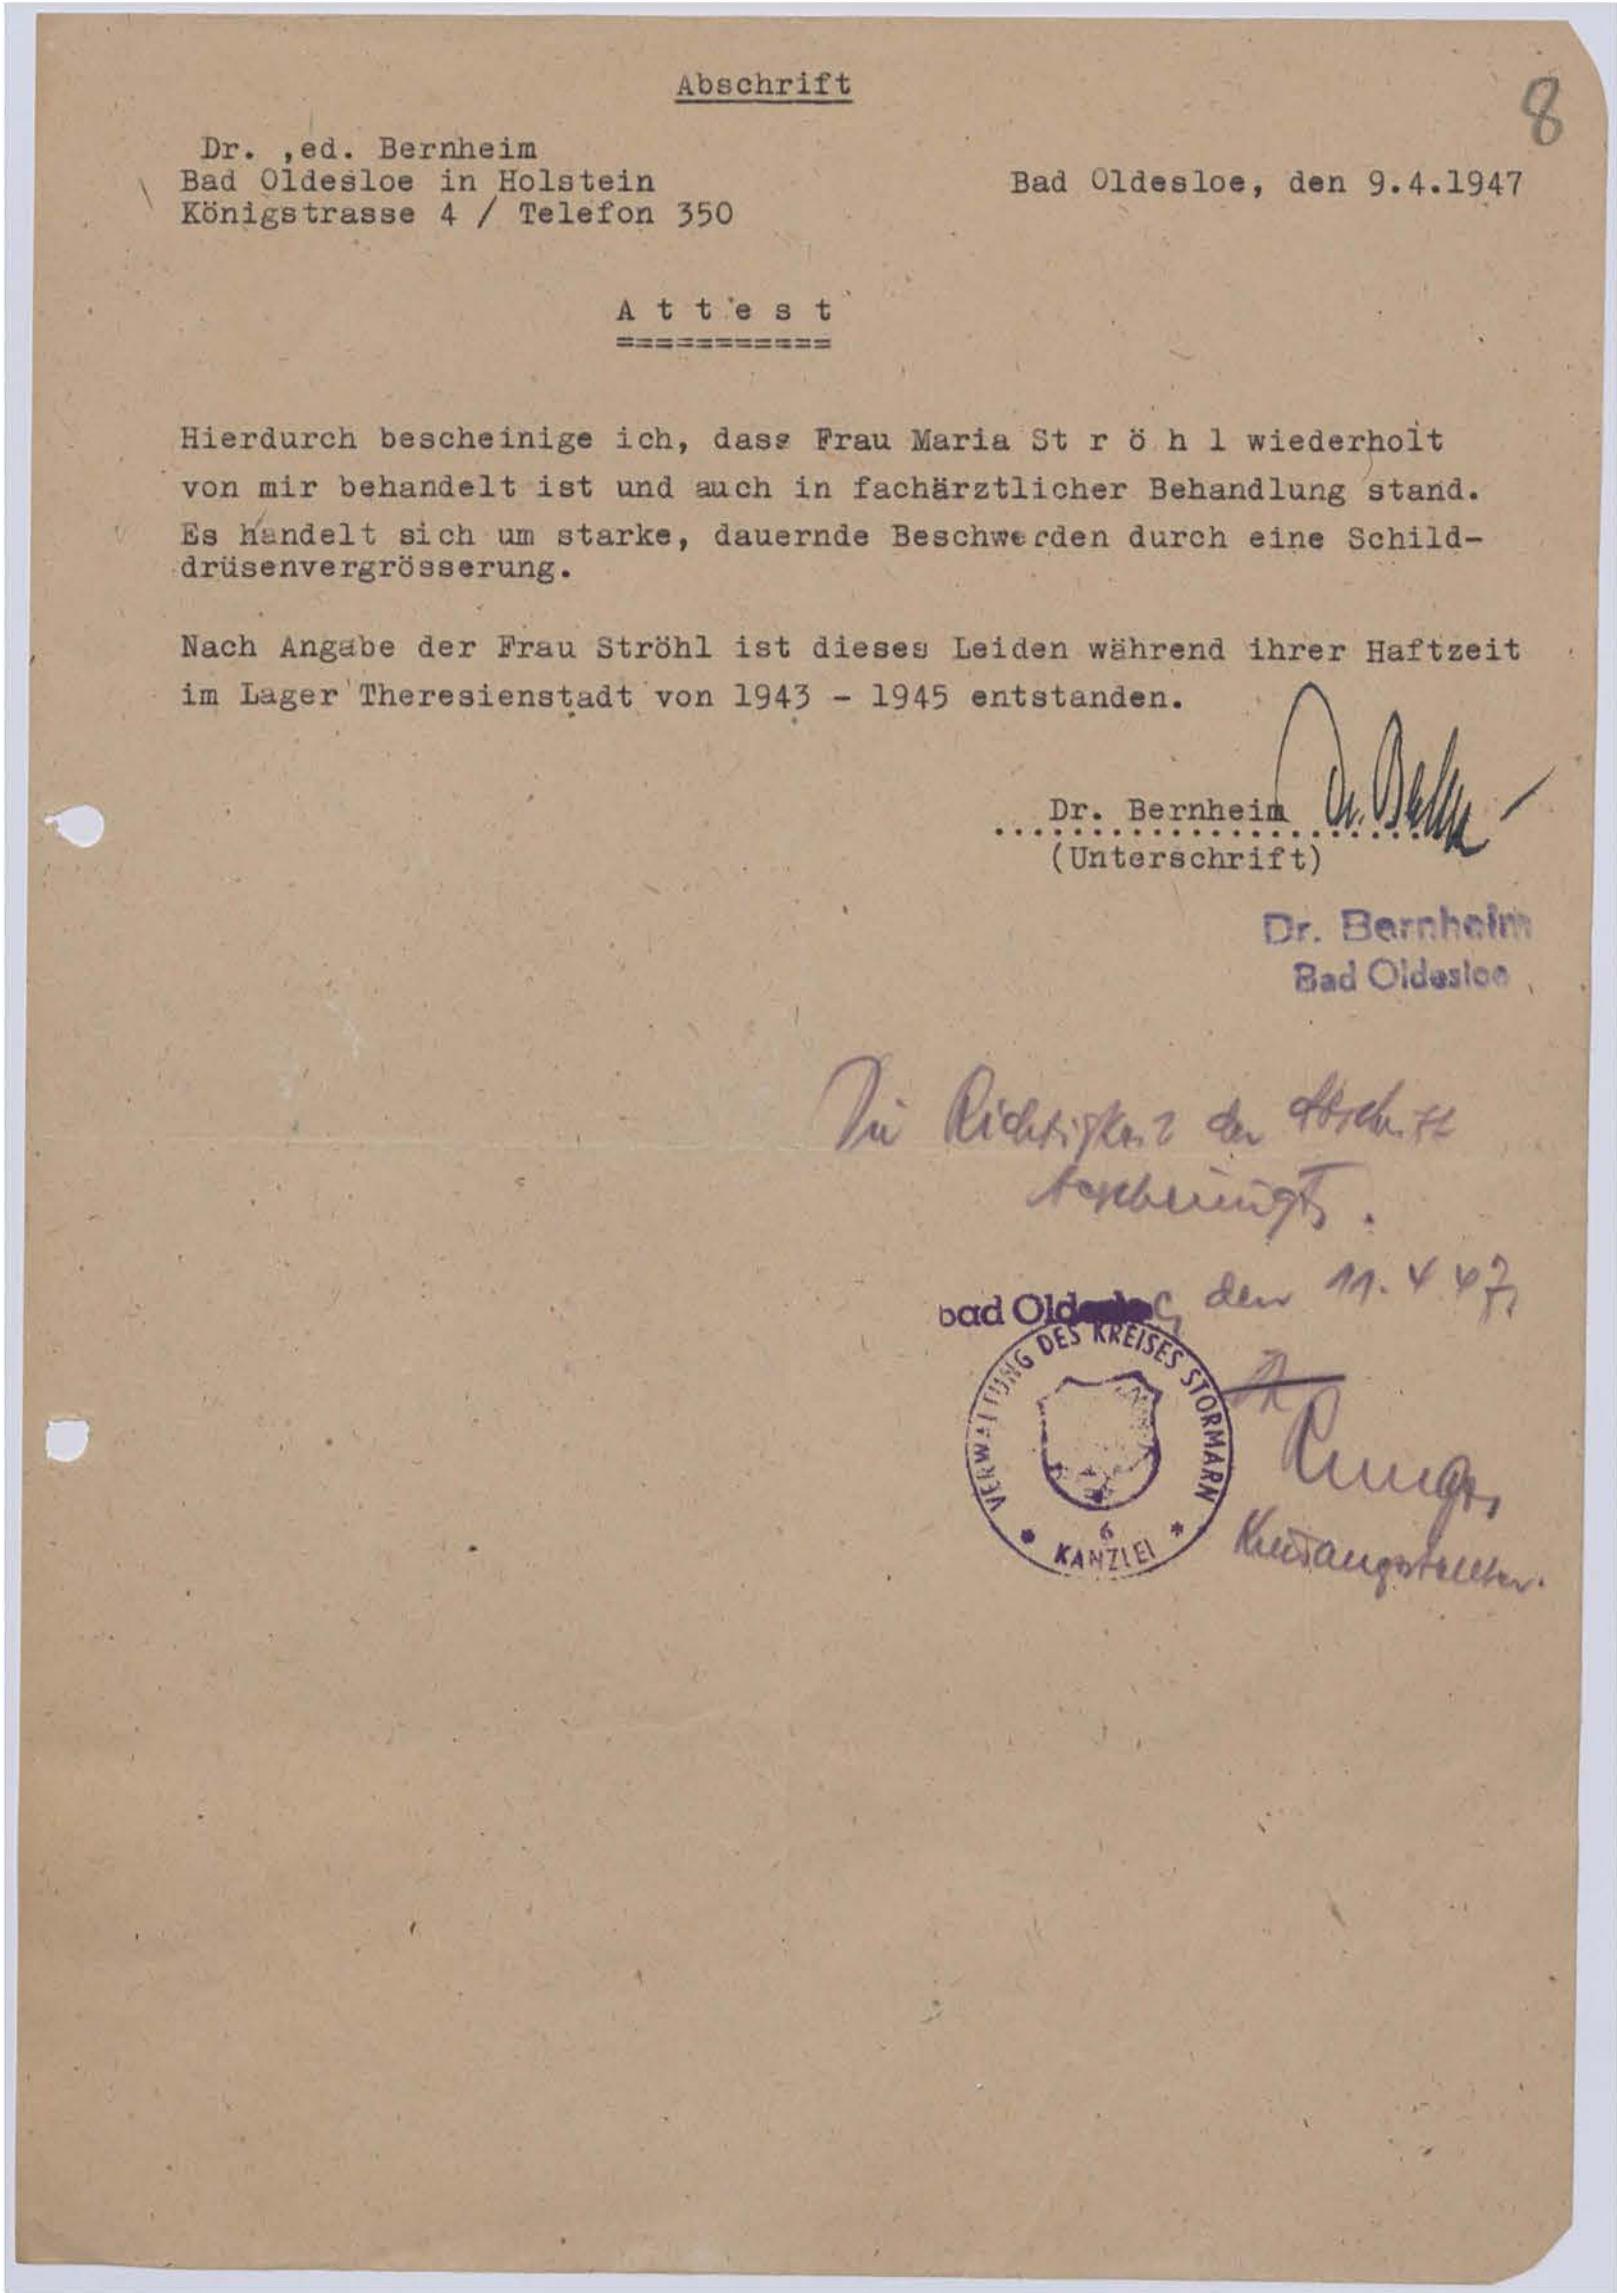 Abschrift
8
Dr. ,ed. Bernheim
Bad Oldesloe in Holstein
Bad Oldesloe, den 9.4.1947
Königstrasse 4 / Telefon 350
A t t e s t
===========
Hierdurch bescheinige ich, dass Frau Maria St r ö h l wiederholt
von mir behandelt ist und auch in fachärztlicher Behandlung stand.
Es handelt sich um starke, dauernde Beschwerden durch eine Schild-
drüsenvergrösserung.
Nach Angabe der Frau Ströhl ist dieses Leiden während ihrer Haftzeit
im Lager Theresienstadt von 1943 - 1945 entstanden.
Dr. Bernheim
(Unterschrift)
Dr. Bernheim
Bad Oldesloe
Die Richtigkeit der Abschrift
bescheinigt.
bad Oldesloe, den 11.4.47.
VERWALTUNG DES KREISES STORMARN
6
* KANZLEI *
Kreisangestellter.